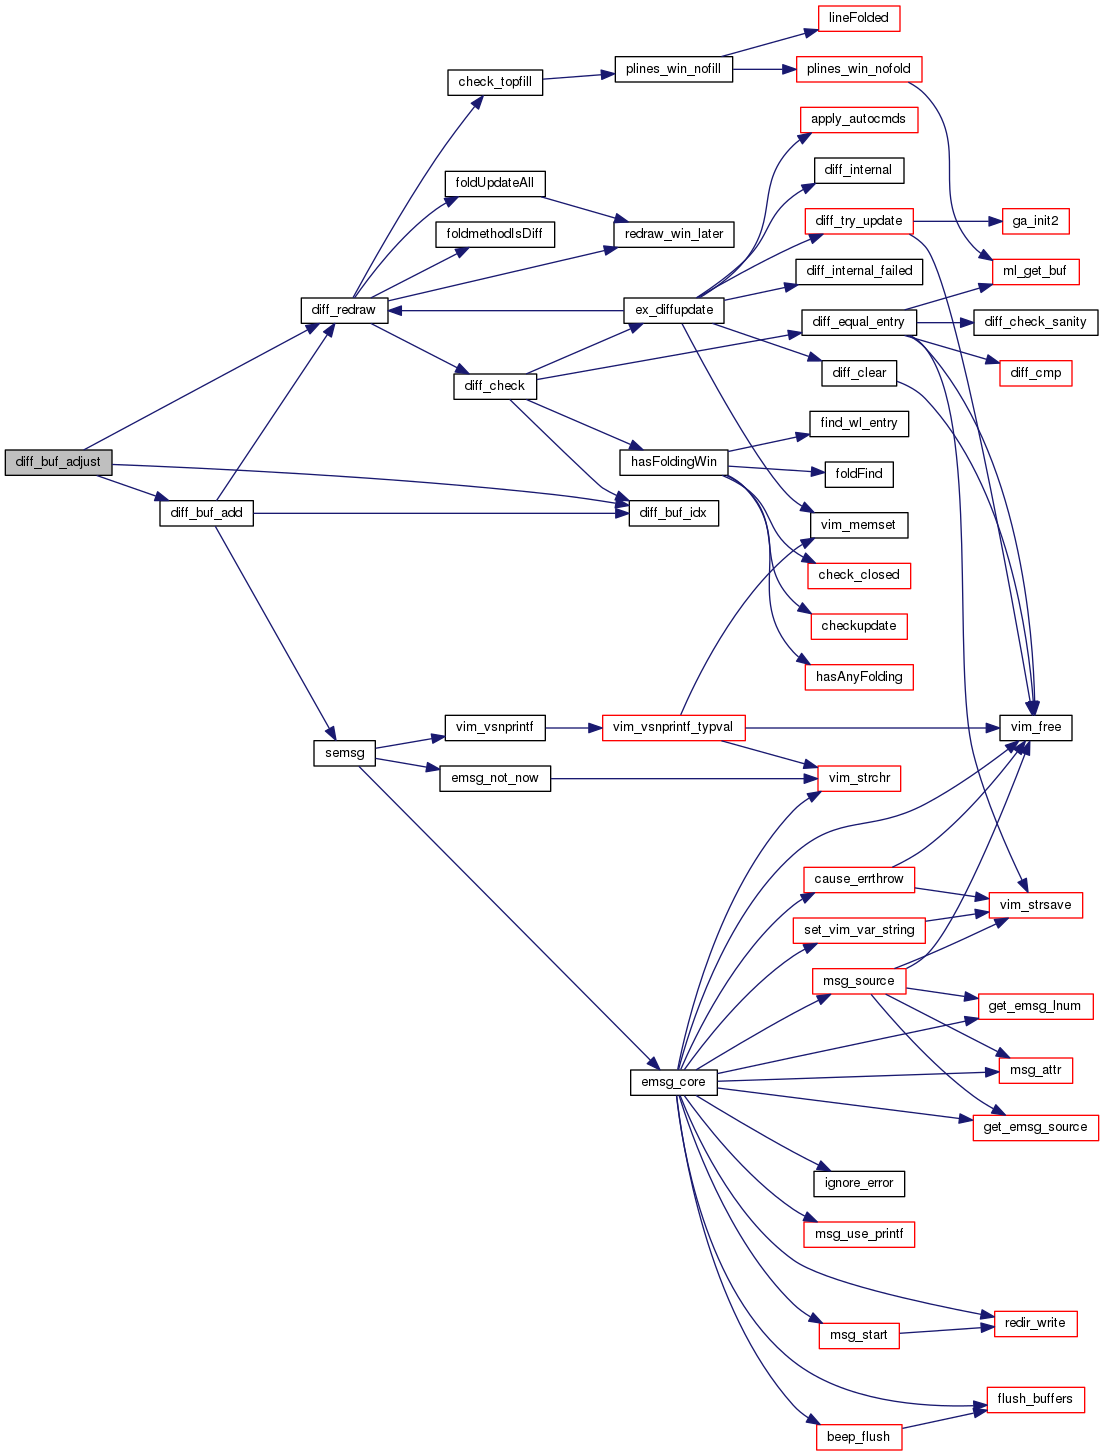 lineFolded
plines_win_nofill
plines_win_nofold
check_topfill
apply_autocmds
diff_internal
foldUpdateAll
diff_try_update
ga_init2
foldmethodIsDiff
redraw_win_later
diff_internal_failed
ml_get_buf
diff_redraw
ex_diffupdate
diff_equal_entry
diff_check_sanity
diff_clear
diff_cmp
diff_check
find_wl_entry
diff_buf_adjust
hasFoldingWin
foldFind
diff_buf_add
diff_buf_idx
vim_memset
check_closed
checkupdate
hasAnyFolding
vim_vsnprintf
vim_vsnprintf_typval
vim_free
semsg
emsg_not_now
vim_strchr
cause_errthrow
vim_strsave
set_vim_var_string
msg_source
get_emsg_lnum
emsg_core
msg_attr
get_emsg_source
ignore_error
msg_use_printf
redir_write
msg_start
flush_buffers
beep_flush